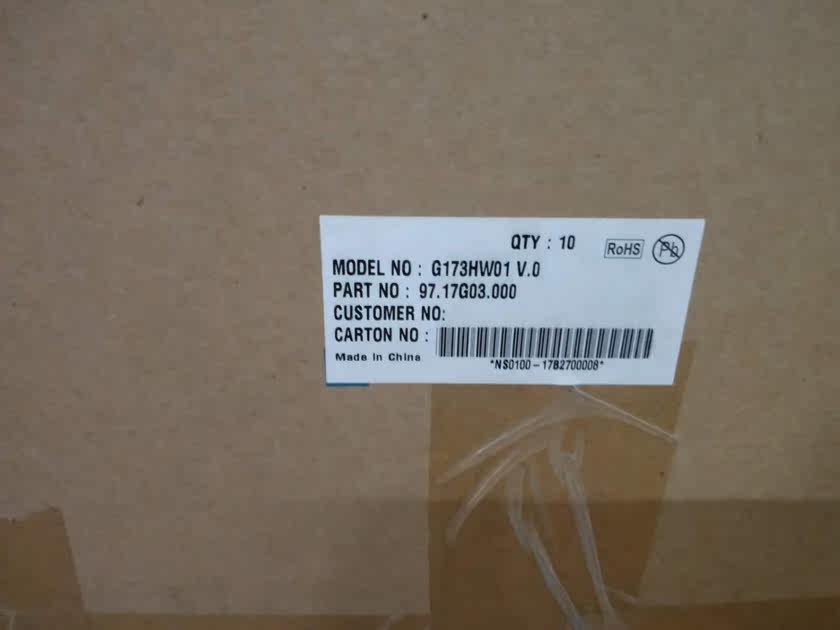 QTY : 10
RoHS
Pb
MODEL NO : G173HW01 V.0
PART NO : 97.17G03.000
CUSTOMER NO:
CARTON NO :
*NS0100-17B2700008*
Made In China